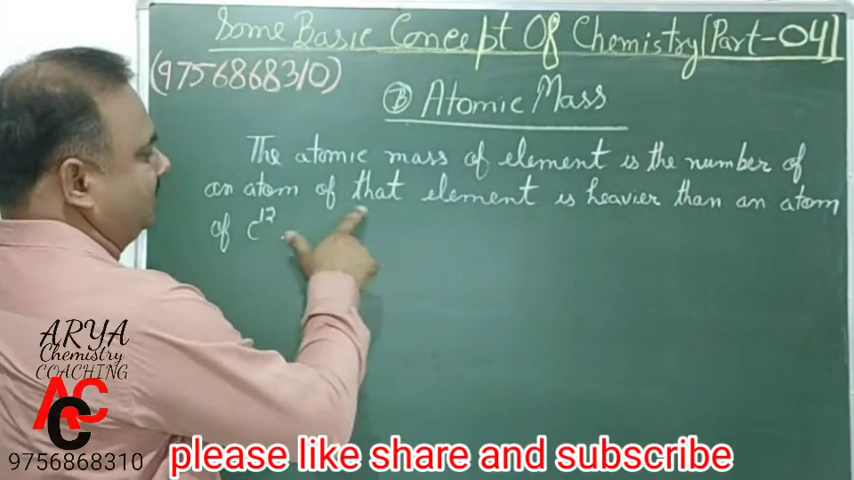 Some Basic Concept Of Chemistry [Part-04]
(9756868310)
B Atomic Mass
The atomic mass of element is the number of
an atom of that element is heavier than an atom
of C12.
ARYA
Chemistry
COACHING
ACC
9756868310
please like share and subscribe